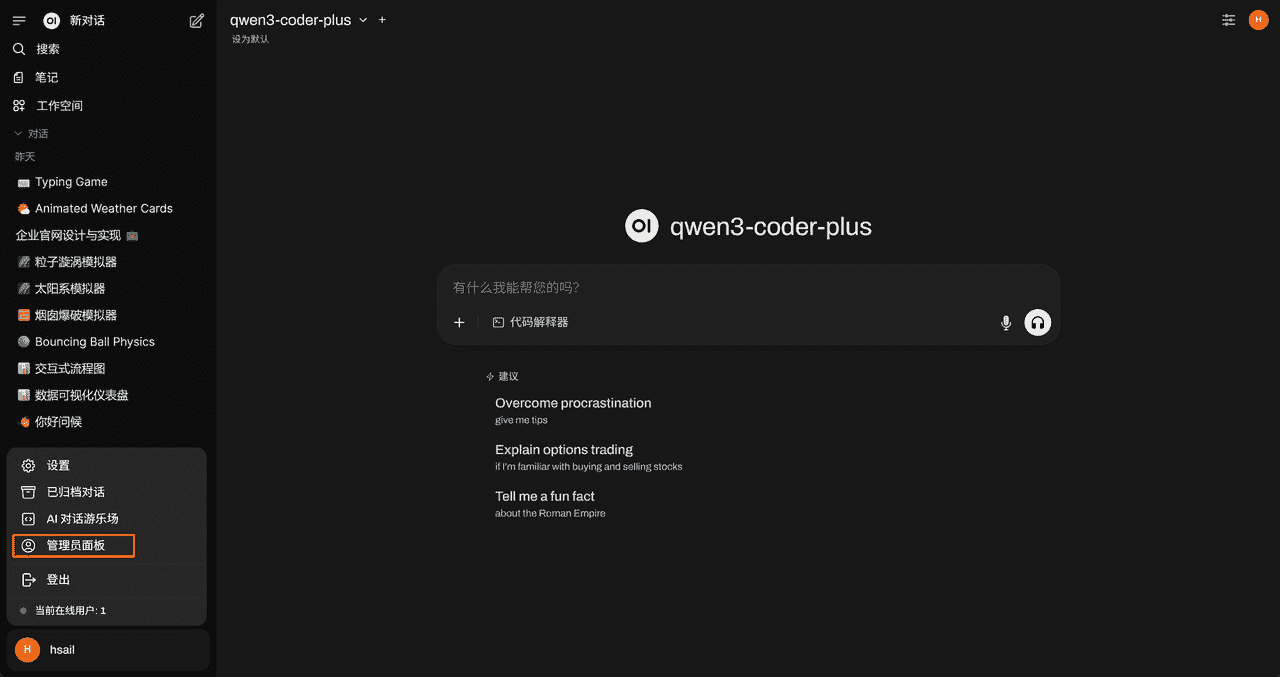 OI 新对话
搜索
笔记
工作空间
对话
昨天
Typing Game
Animated Weather Cards
企业官网设计与实现
粒子漩涡模拟器
太阳系模拟器
烟囱爆破模拟器
Bouncing Ball Physics
交互式流程图
数据可视化仪表盘
你好问候
设置
已归档对话
AI 对话游乐场
管理员面板
登出
当前在线用户: 1
H hsail
qwen3-coder-plus
设为默认
H
OI qwen3-coder-plus
有什么我能帮您的吗?
代码解释器
建议
Overcome procrastination
give me tips
Explain options trading
if I'm familiar with buying and selling stocks
Tell me a fun fact
about the Roman Empire